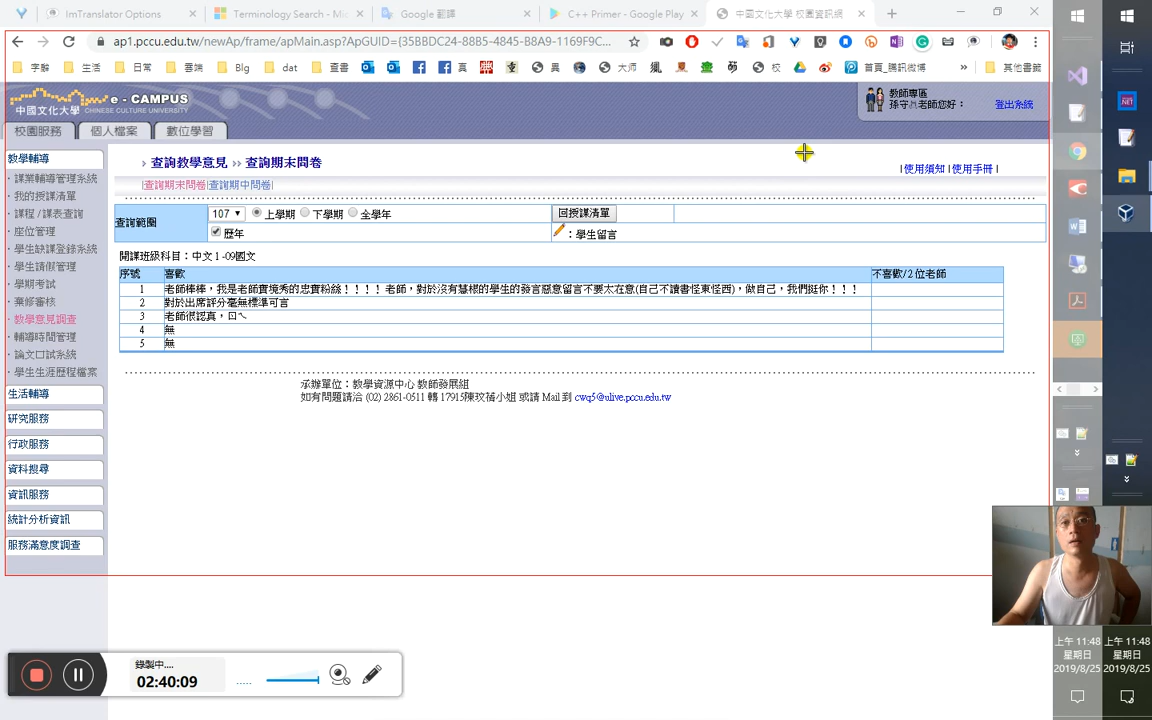 ImTranslator Options
Terminology Search - Mic
Google 翻譯
C++ Primer - Google Play
中國文化大學 校園資訊網
ap1.pccu.edu.tw/newAp/frame/apMain.asp?ApGUID={35BBDC24-88B5-4845-B8A9-1169F9C...
字辭 生活 日常 雲端 Blg dat 查書 真 異 大师 萌 校 首頁_騰訊微博 » 其他書籤
e - CAMPUS
中國文化大學 CHINESE CULTURE UNIVERSITY
教師專區
老師您好：
登出系統
校園服務 個人檔案 數位學習
教學輔導
查詢教學意見 ›› 查詢期末問卷
|使用須知|使用手冊|
|查詢期末問卷|查詢期中問卷|
· 課業輔導管理系統
· 我的授課清單
· 課程/課表查詢
· 座位管理
· 學生缺課登錄系統
· 學生請假管理
· 學期考試
· 棄修審核
· 教學意見調查
· 輔導時間管理
· 論文口試系統
· 學生生涯歷程檔案
生活輔導
研究服務
行政服務
資料搜尋
資訊服務
統計分析資訊
服務滿意度調查
查詢範圍
107 上學期 下學期 全學年
回授課清單
歷年
：學生留言
開課班級科目：中文 1 -09國文
序號 喜歡 不喜歡/2 位老師
1 老師棒棒，我是老師實境秀的忠實粉絲！！！！ 老師，對於沒有慧根的學生的發言惡意留言不要太在意(自己不讀書怪東怪西)，做自己，我們挺你！！！
2 對於出席評分毫無標準可言
3 老師很認真，ㄖㄟ
4 無
5 無
承辦單位：教學資源中心 教師發展組
如有問題請洽 (02) 2861-0511 轉 17915陳玟禙小姐 或請 Mail 到 cwq5@ulive.pccu.edu.tw
錄製中....
02:40:09
上午 11:48
星期日
2019/8/25
上午 11:48
星期日
2019/8/25